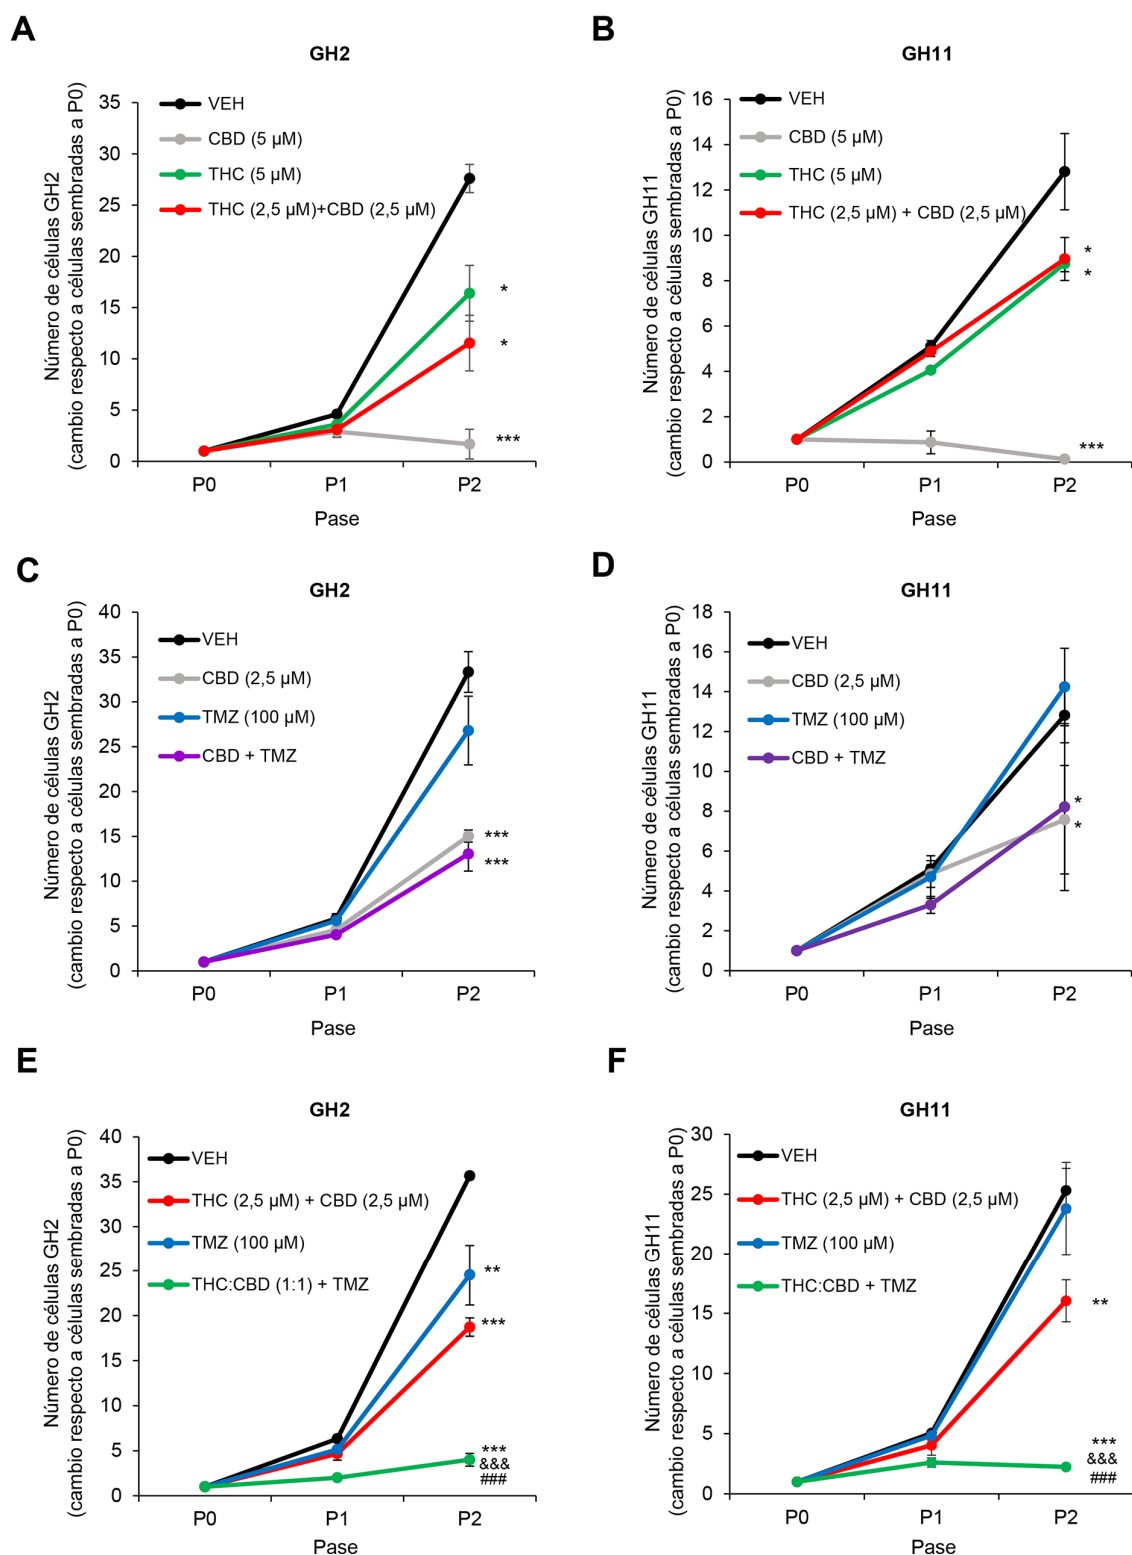 A
GH2
Número de células GH2
(cambio respecto a células sembradas a P0)
35
30
25
20
15
10
5
0
VEH
CBD (5 µM)
THC (5 µM)
THC (2,5 µM)+CBD (2,5 µM)
*
*
***
P0
P1
P2
Pase
B
GH11
Número de células GH11
(cambio respecto a células sembradas a P0)
16
14
12
10
8
6
4
2
0
VEH
CBD (5 µM)
THC (5 µM)
THC (2,5 µM) + CBD (2,5 µM)
*
*
***
P0
P1
P2
Pase
C
GH2
Número de células GH2
(cambio respecto a células sembradas a P0)
40
35
30
25
20
15
10
5
0
VEH
CBD (2,5 µM)
TMZ (100 µM)
CBD + TMZ
***
***
P0
P1
P2
Pase
D
GH11
Número de células GH11
(cambio respecto a células sembradas a P0)
18
16
14
12
10
8
6
4
2
0
VEH
CBD (2,5 µM)
TMZ (100 µM)
CBD + TMZ
*
*
P0
P1
P2
Pase
E
GH2
Número de células GH2
(cambio respecto a células sembradas a P0)
40
35
30
25
20
15
10
5
0
VEH
THC (2,5 µM) + CBD (2,5 µM)
TMZ (100 µM)
THC:CBD (1:1) + TMZ
**
***
***
&&&
###
P0
P1
P2
Pase
F
GH11
Número de células GH11
(cambio respecto a células sembradas a P0)
30
25
20
15
10
5
0
VEH
THC (2,5 µM) + CBD (2,5 µM)
TMZ (100 µM)
THC:CBD + TMZ
**
***
&&&
###
P0
P1
P2
Pase